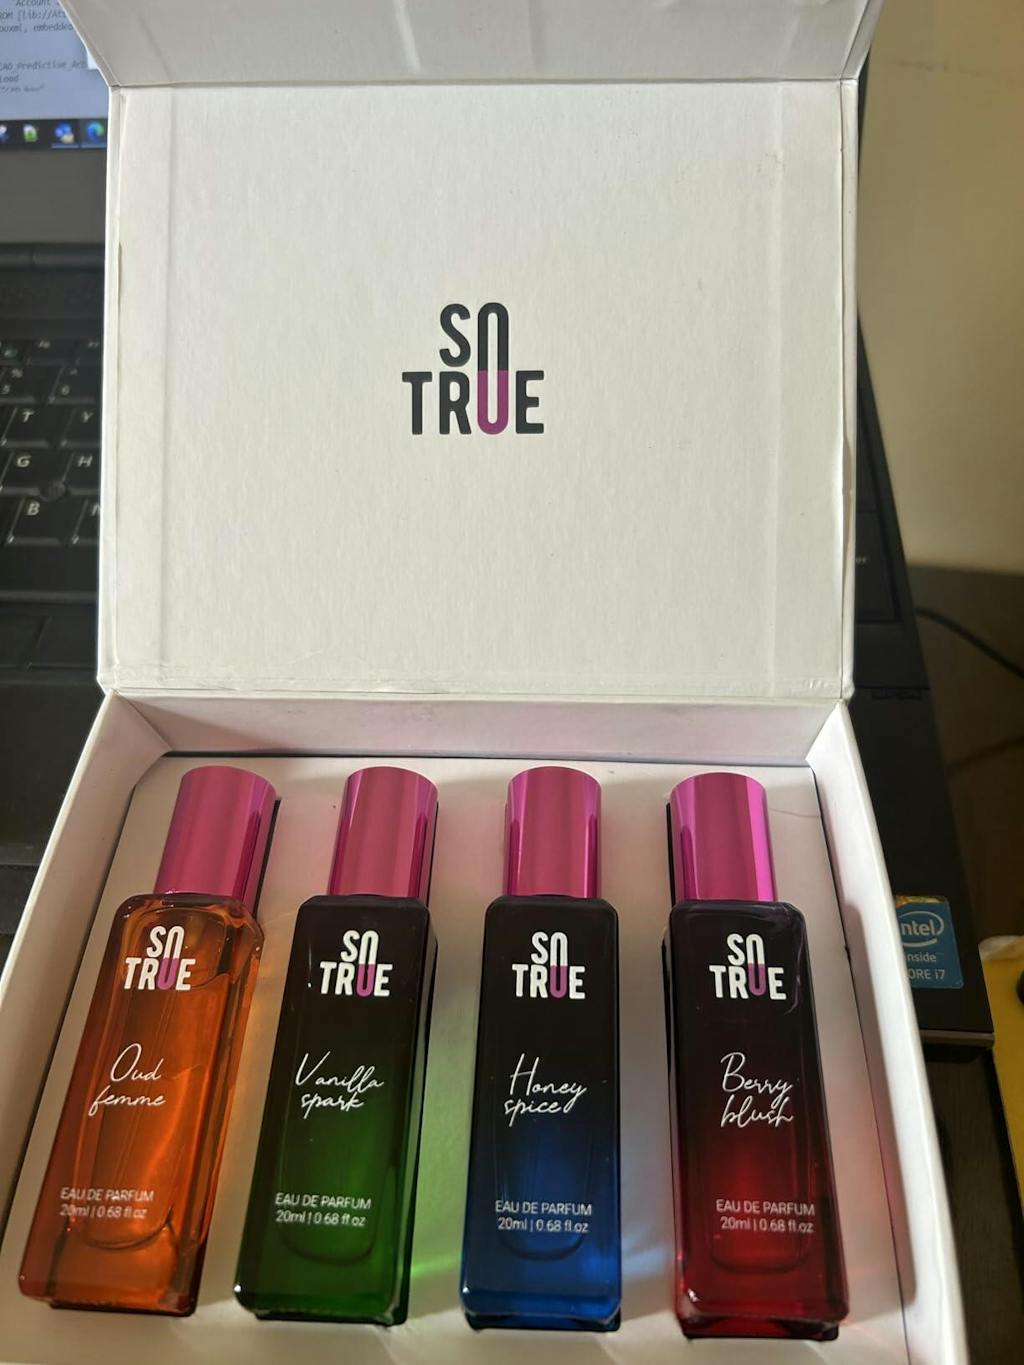 Account
SO
TRUE
T Y
G H
B N
SO
TRUE
Oud
femme
EAU DE PARFUM
20ml | 0.68 fl oz
SO
TRUE
Vanilla
spark
EAU DE PARFUM
20ml | 0.68 fl oz
SO
TRUE
Honey
spice
EAU DE PARFUM
20ml | 0.68 fl oz
SO
TRUE
Berry
blush
EAU DE PARFUM
20ml | 0.68 fl oz
intel
inside
CORE i7